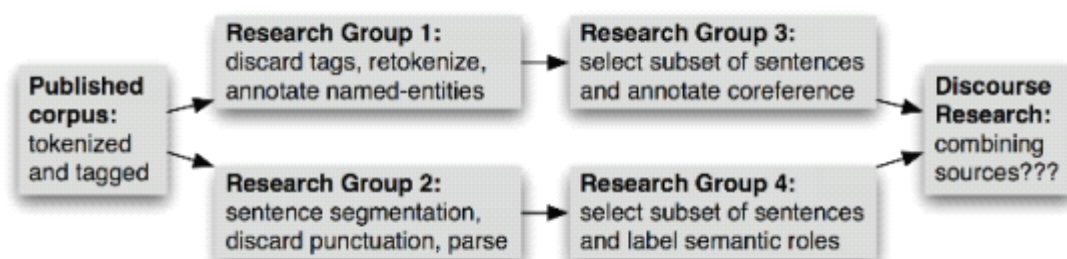 Published
corpus:
tokenized
and tagged
Research Group 1:
discard tags, retokenize,
annotate named-entities
Research Group 3:
select subset of sentences
and annotate coreference
Research Group 2:
sentence segmentation,
discard punctuation, parse
Research Group 4:
select subset of sentences
and label semantic roles
Discourse
Research:
combining
sources???